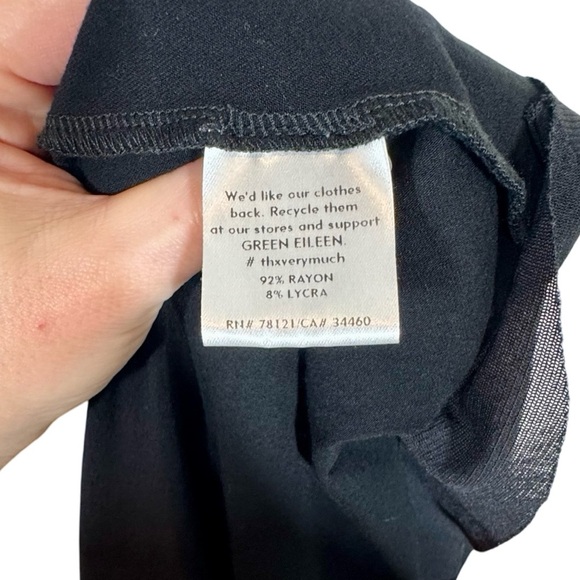 We'd like our clothes
back. Recycle them
at our stores and support
GREEN EILEEN.
# thxverymuch
92% RAYON
8% LYCRA
RN# 78121/CA# 34460